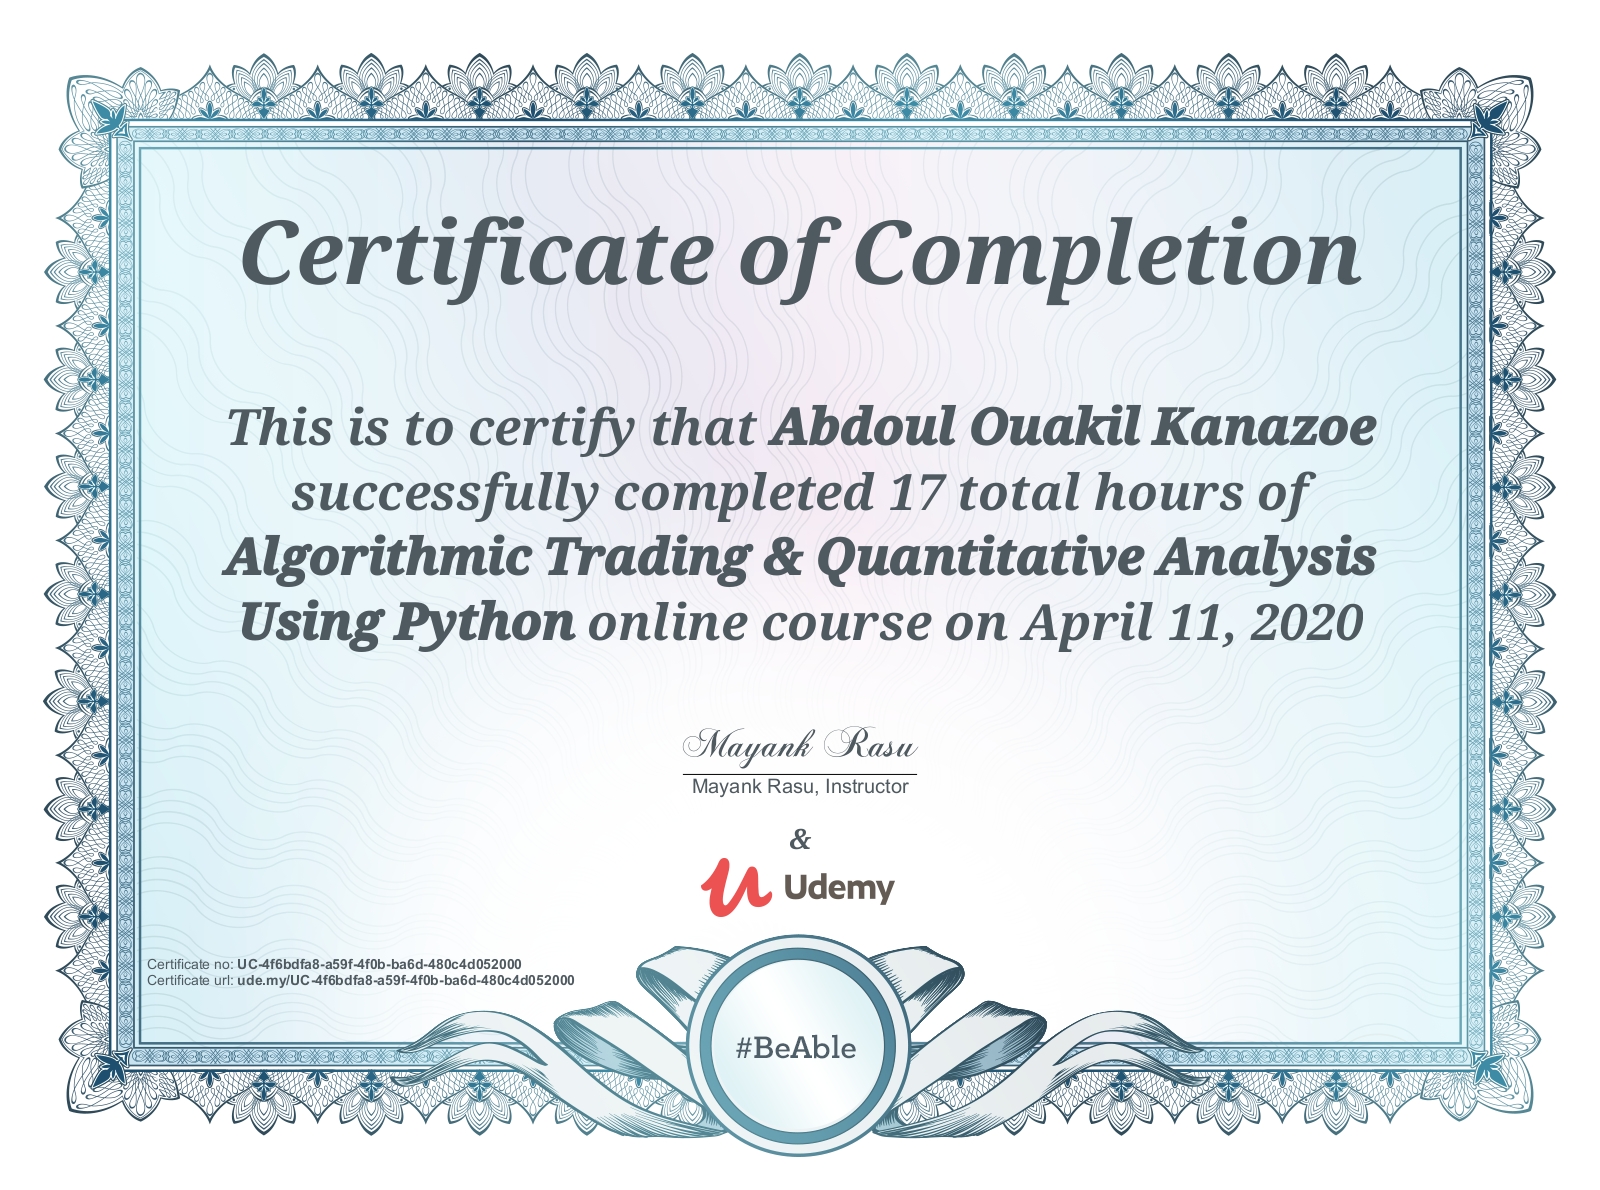 Certificate of Completion
This is to certify that Abdoul Ouakil Kanazoe
successfully completed 17 total hours of
Algorithmic Trading & Quantitative Analysis
Using Python online course on April 11, 2020
Mayank Rasu
Mayank Rasu, Instructor
&
Udemy
Certificate no: UC-4f6bdfa8-a59f-4f0b-ba6d-480c4d052000
Certificate url: ude.my/UC-4f6bdfa8-a59f-4f0b-ba6d-480c4d052000
#BeAble